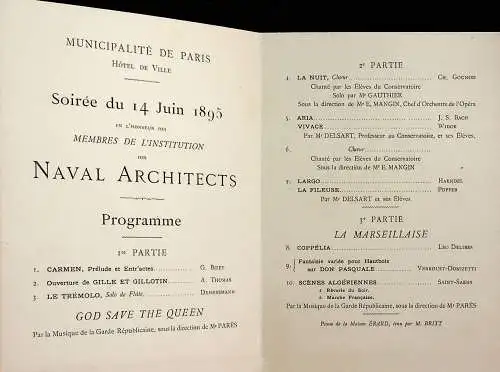 MUNICIPALITÉ DE PARIS
HÔTEL DE VILLE
Soirée du 14 Juin 1895
EN L'HONNEUR DES
MEMBRES DE L'INSTITUTION
DES
NAVAL ARCHITECTS
Programme
1re PARTIE
1. CARMEN, Prélude et Entr'actes G. BIZET
2. Ouverture de GILLE ET GILLOTIN A. THOMAS
3. LE TRÉMOLO, Solo de Flûte DEMERSSMANN
GOD SAVE THE QUEEN
Par la Musique de la Garde Républicaine, sous la direction de Mr PARÈS
2e PARTIE
4. LA NUIT, Chœur CH. GOUNOD
Chanté par les Élèves du Conservatoire
Solo par Mr GAUTHIER
Sous la direction de Mr E. MANGIN, Chef d'Orchestre de l'Opéra
5. ARIA J. S. BACH
VIVACE WIDOR
Par Mr DELSART, Professeur au Conservatoire, et ses Élèves.
6. Chœur
Chanté par les Élèves du Conservatoire
Sous la direction de Mr E. MANGIN
7. LARGO HAENDEL
LA FILEUSE POPPER
Par Mr DELSART et ses Élèves
3e PARTIE
LA MARSEILLAISE
8. COPPÉLIA LÉO DELIBES
9. Fantaisie variée pour Hautbois
sur DON PASQUALE VERROUST-DONIZETTI
10. SCÈNES ALGÉRIENNES SAINT-SAËNS
1. Rêverie du Soir.
2. Marche Française.
Par la Musique de la Garde Républicaine, sous la direction de Mr PARÈS
Piano de la Maison ÉRARD, tenu par M. BRITT